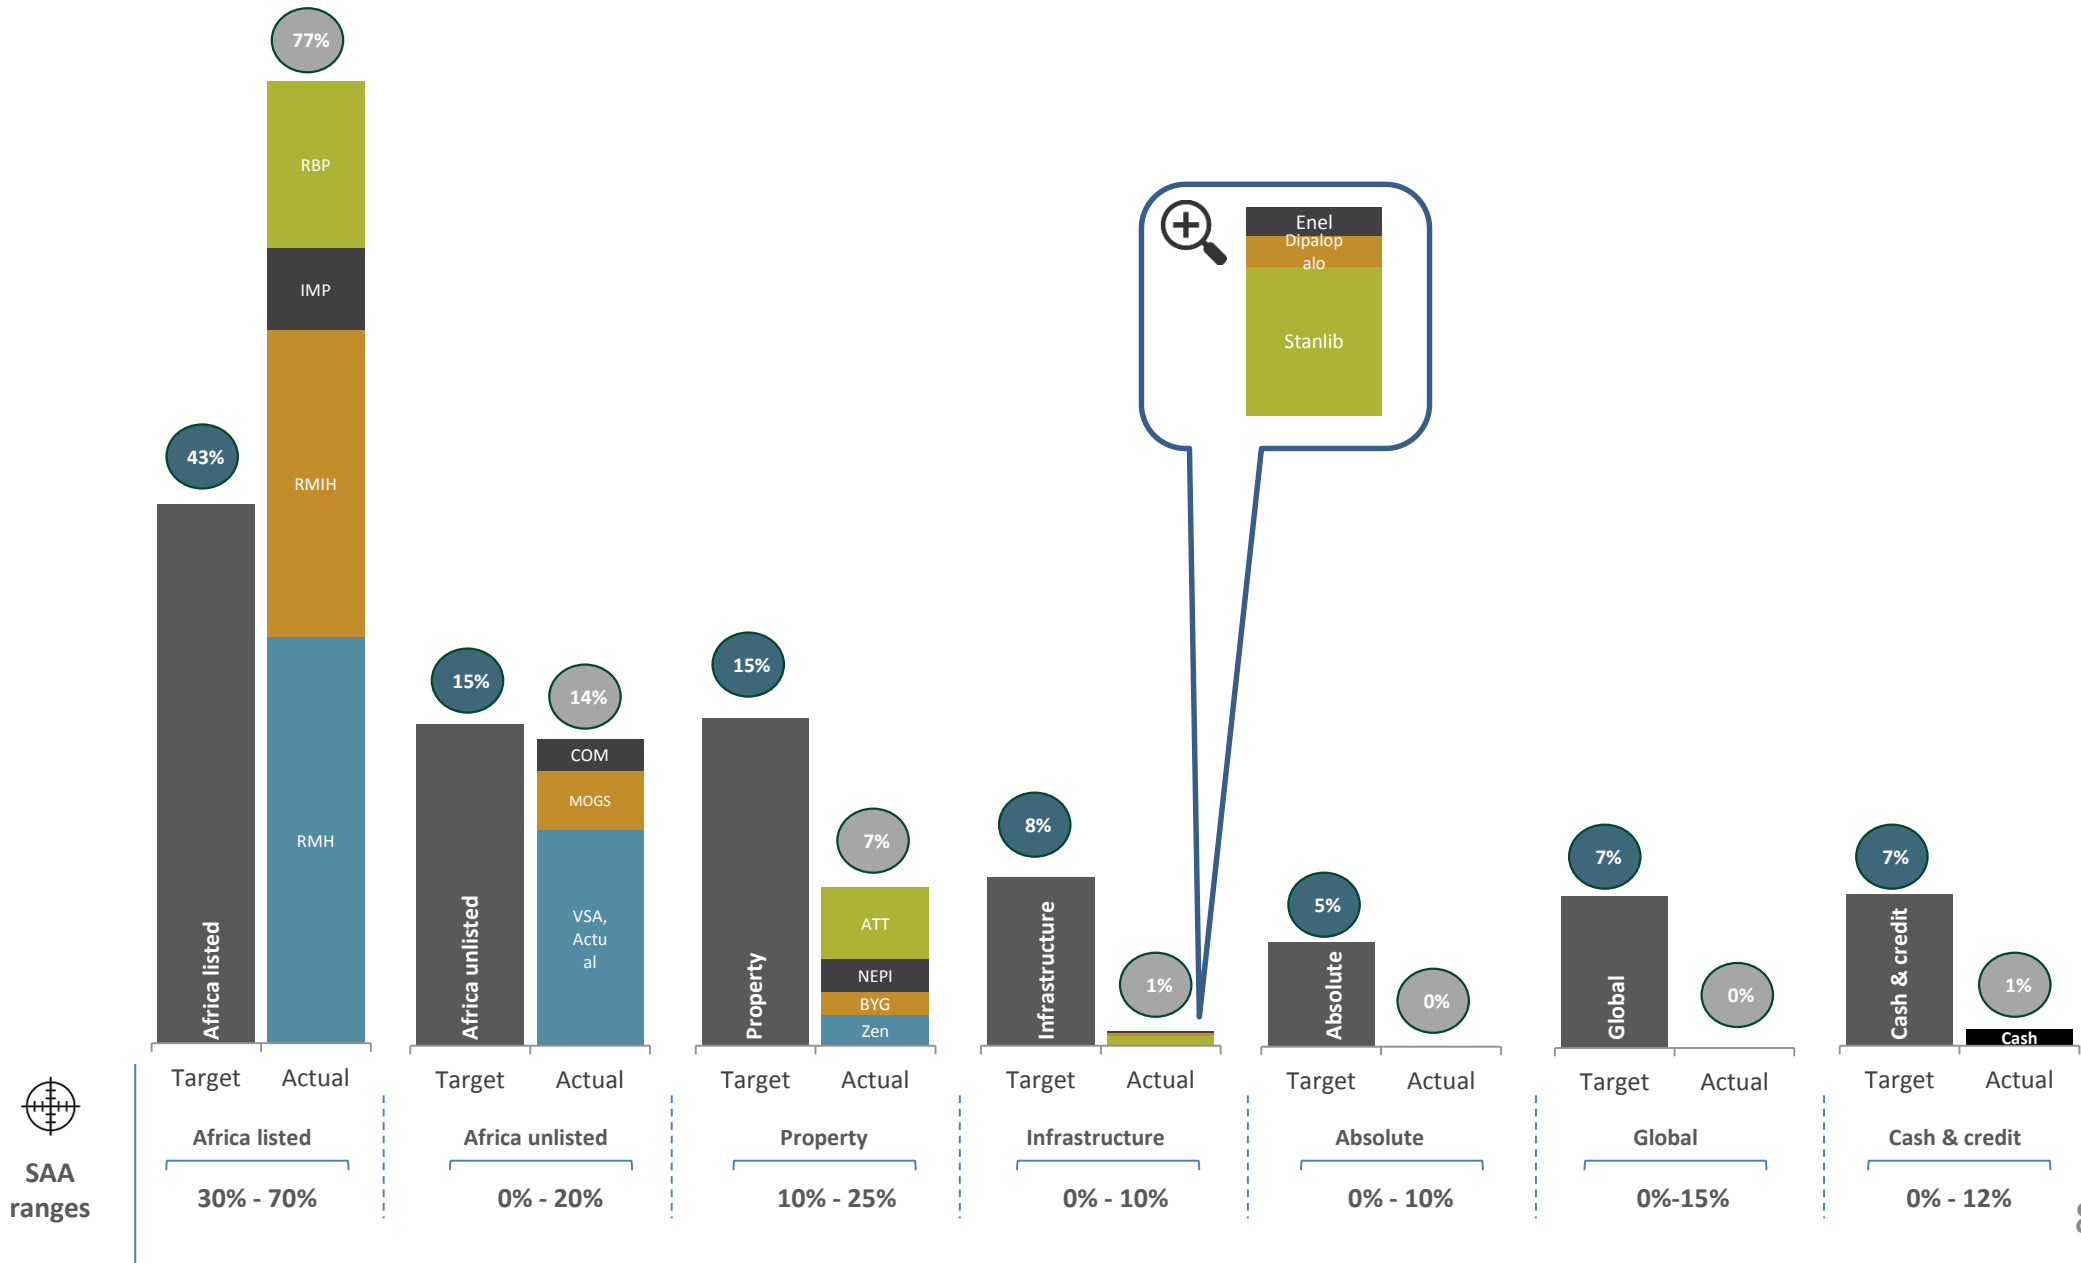 77%
RBP
IMP
RMIH
RMH
43%
Africa listed
15%
Africa unlisted
14%
COM
MOGS
VSA,
Actu
al
15%
Property
7%
ATT
NEPI
BYG
Zen
Enel
Dipalop
alo
Stanlib
8%
Infrastructure
1%
5%
Absolute
0%
7%
Global
0%
7%
Cash & credit
1%
Cash
Target Actual
Target Actual
Target Actual
Target Actual
Target Actual
Target Actual
Target Actual
Africa listed
Africa unlisted
Property
Infrastructure
Absolute
Global
Cash & credit
SAA
ranges
30% - 70%
0% - 20%
10% - 25%
0% - 10%
0% - 10%
0%-15%
0% - 12%